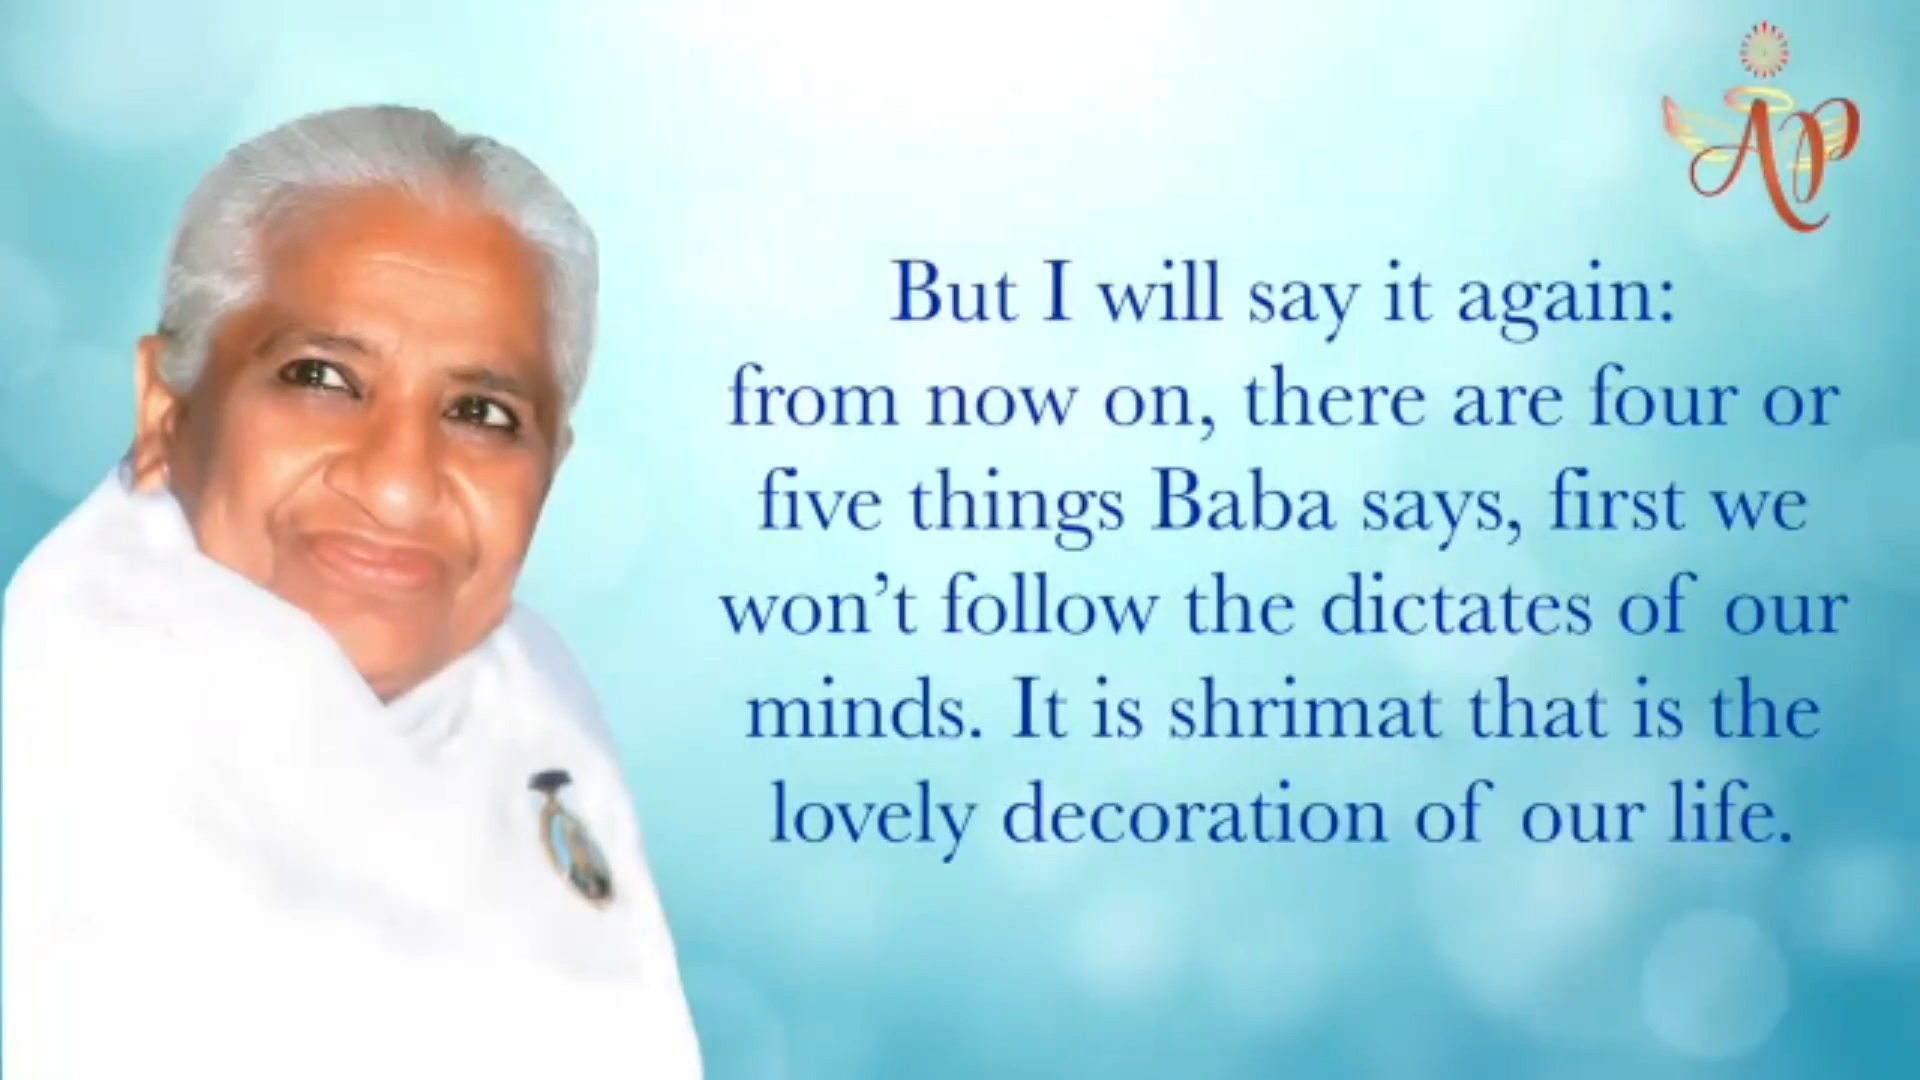 AP
But I will say it again:
from now on, there are four or
five things Baba says, first we
won’t follow the dictates of our
minds. It is shrimat that is the
lovely decoration of our life.